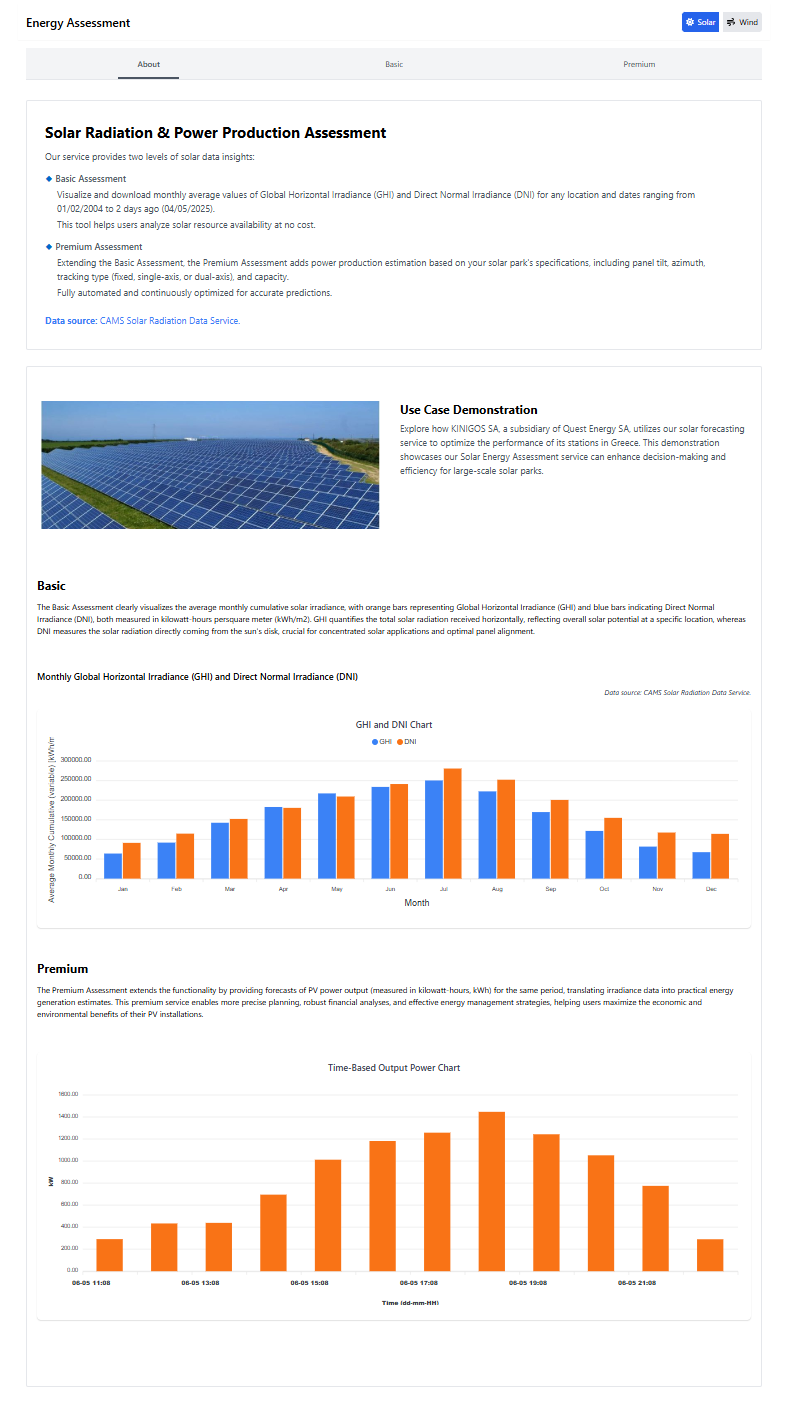 Energy Assessment
Solar
Wind
About
Basic
Premium
Solar Radiation & Power Production Assessment
Our service provides two levels of solar data insights:
Basic Assessment
Visualize and download monthly average values of Global Horizontal Irradiance (GHI) and Direct Normal Irradiance (DNI) for any location and dates ranging from
01/02/2004 to 2 days ago (04/05/2025).
This tool helps users analyze solar resource availability at no cost.
Premium Assessment
Extending the Basic Assessment, the Premium Assessment adds power production estimation based on your solar park's specifications, including panel tilt, azimuth,
tracking type (fixed, single-axis, or dual-axis), and capacity.
Fully automated and continuously optimized for accurate predictions.
Data source: CAMS Solar Radiation Data Service.
Use Case Demonstration
Explore how KINIGOS SA, a subsidiary of Quest Energy SA, utilizes our solar forecasting
service to optimize the performance of its stations in Greece. This demonstration
showcases our Solar Energy Assessment service can enhance decision-making and
efficiency for large-scale solar parks.
Basic
The Basic Assessment clearly visualizes the average monthly cumulative solar irradiance, with orange bars representing Global Horizontal Irradiance (GHI) and blue bars indicating Direct Normal
Irradiance (DNI), both measured in kilowatt-hours persquare meter (kWh/m2). GHI quantifies the total solar radiation received horizontally, reflecting overall solar potential at a specific location, whereas
DNI measures the solar radiation directly coming from the sun's disk, crucial for concentrated solar applications and optimal panel alignment.
Monthly Global Horizontal Irradiance (GHI) and Direct Normal Irradiance (DNI)
Data source: CAMS Solar Radiation Data Service.
GHI and DNI Chart
GHI DNI
Average Monthly Cumulative (variable) (kWh/m
300000.00
250000.00
200000.00
150000.00
100000.00
50000.00
0.00
Jan Feb Mar Apr May Jun Jul Aug Sep Oct Nov Dec
Month
Premium
The Premium Assessment extends the functionality by providing forecasts of PV power output (measured in kilowatt-hours, kWh) for the same period, translating irradiance data into practical energy
generation estimates. This premium service enables more precise planning, robust financial analyses, and effective energy management strategies, helping users maximize the economic and
environmental benefits of their PV installations.
Time-Based Output Power Chart
kW
1600.00
1400.00
1200.00
1000.00
800.00
600.00
400.00
200.00
0.00
06-05 11:08 06-05 13:08 06-05 15:08 06-05 17:08 06-05 19:08 06-05 21:08
Time (dd-mm-HH)